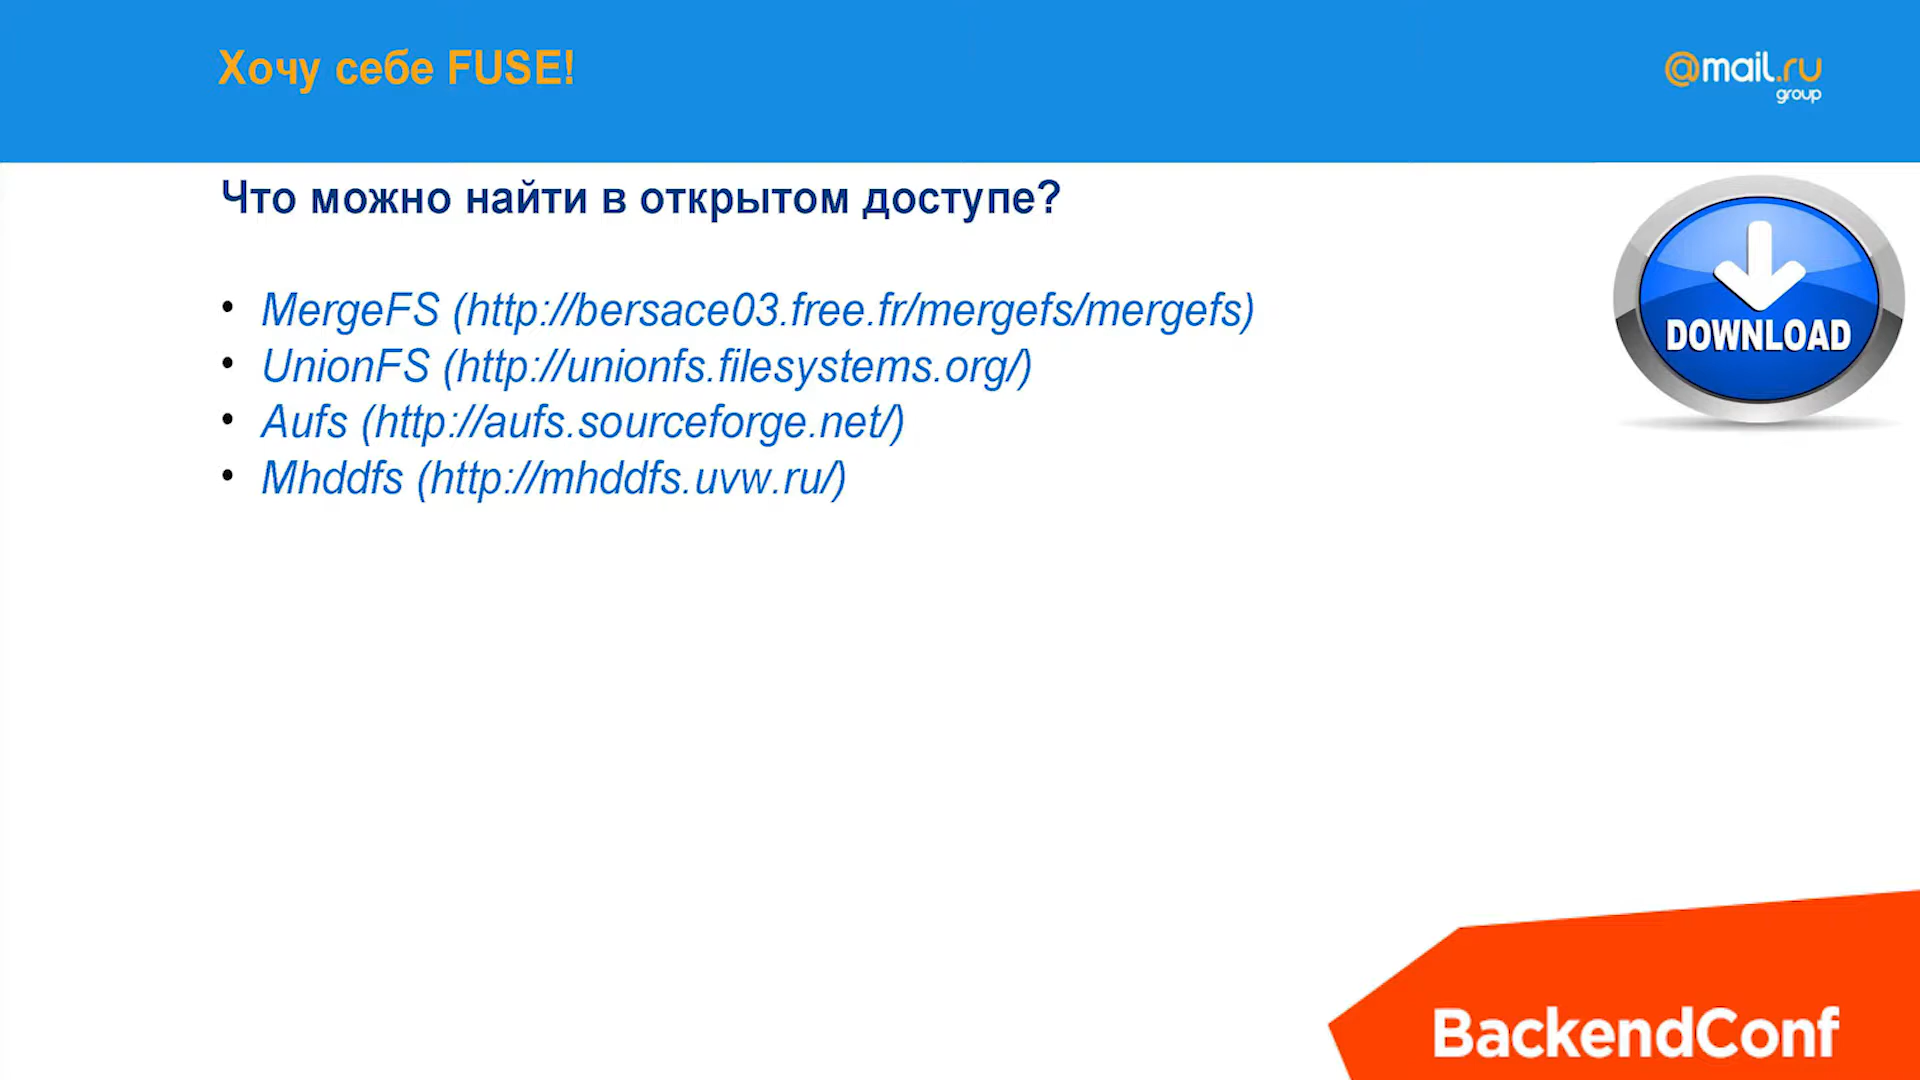 Хочу себе FUSE!
@mail.ru
group
Что можно найти в открытом доступе?
• MergeFS (http://bersace03.free.fr/mergefs/mergefs)
• UnionFS (http://unionfs.filesystems.org/)
• Aufs (http://aufs.sourceforge.net/)
• Mhddfs (http://mhddfs.uvw.ru/)
DOWNLOAD
BackendConf